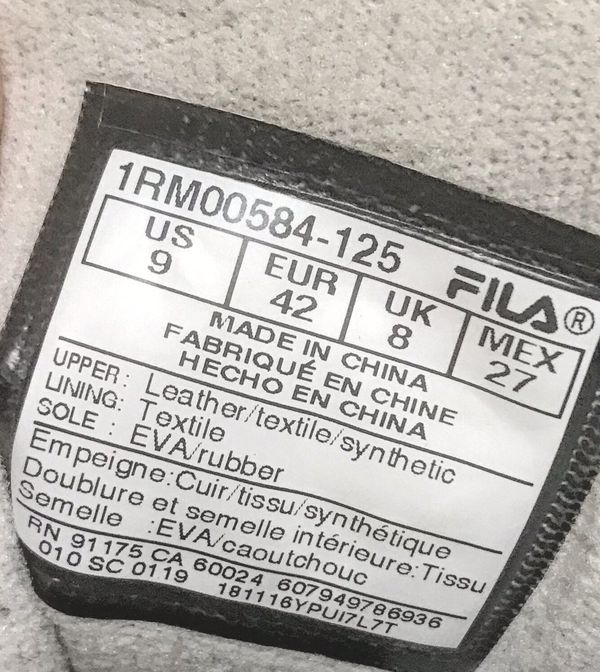 1RM00584-125 FILA®
US EUR UK MEX
9 42 8 27
MADE IN CHINA
FABRIQUÉ EN CHINE
HECHO EN CHINA
UPPER: Leather/textile/synthetic
LINING: Textile
SOLE : EVA/rubber
Empeigne:Cuir/tissu/synthétique
Doublure et semelle intérieure:Tissu
Semelle :EVA/caoutchouc
RN 91175 CA 60024 607949786936
010 SC 0119 181116YPUI7L7T